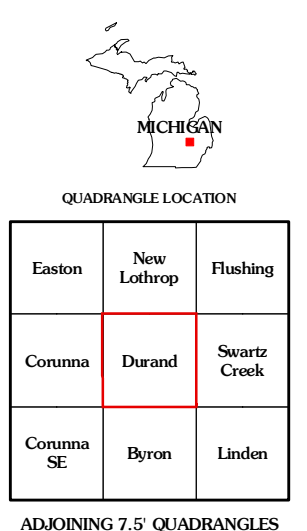 MICHIGAN
QUADRANGLE LOCATION
Easton
New
Lothrop
Flushing
Corunna
Durand
Swartz
Creek
Corunna
SE
Byron
Linden
ADJOINING 7.5' QUADRANGLES